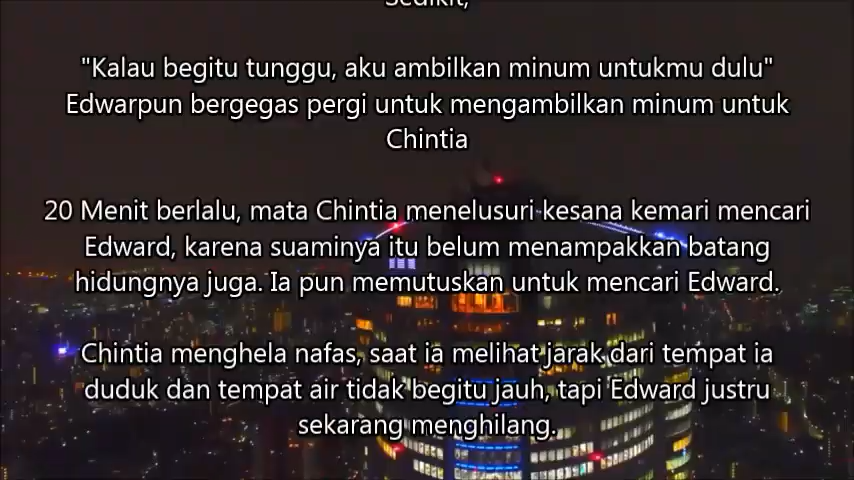 Sedikit,
"Kalau begitu tunggu, aku ambilkan minum untukmu dulu"
Edwarpun bergegas pergi untuk mengambilkan minum untuk
Chintia
20 Menit berlalu, mata Chintia menelusuri kesana kemari mencari
Edward, karena suaminya itu belum menampakkan batang
hidungnya juga. Ia pun memutuskan untuk mencari Edward.
Chintia menghela nafas, saat ia melihat jarak dari tempat ia
duduk dan tempat air tidak begitu jauh, tapi Edward justru
sekarang menghilang.